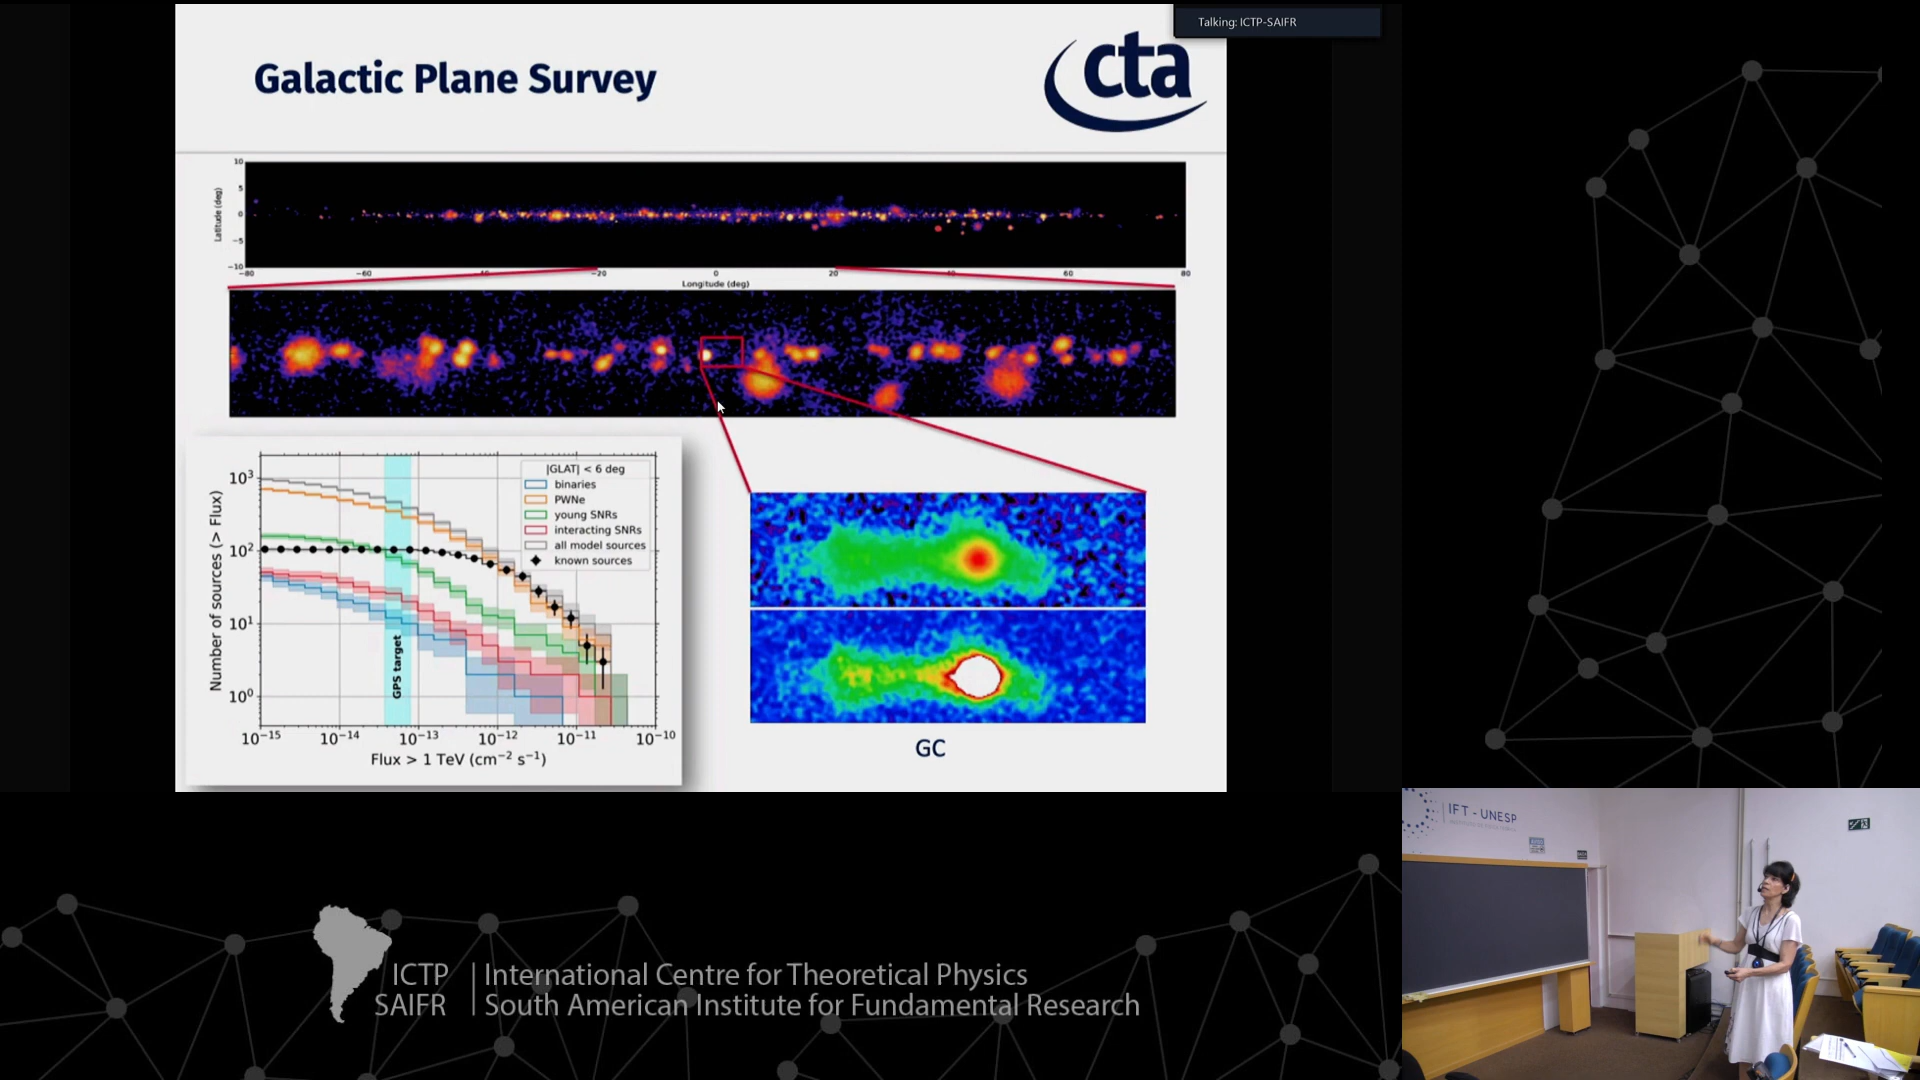 Talking: ICTP-SAIFR
Galactic Plane Survey
cta
10
5
0
−5
−10
Latitude (deg)
−80
−60
−20
0
20
60
80
Longitude (deg)
|GLAT| < 6 deg
binaries
PWNe
young SNRs
interacting SNRs
all model sources
known sources
Number of sources (> Flux)
10³
10²
10¹
10⁰
GPS target
10⁻¹⁵ 10⁻¹⁴ 10⁻¹³ 10⁻¹² 10⁻¹¹ 10⁻¹⁰
Flux > 1 TeV (cm⁻² s⁻¹)
GC
IFT - UNESP
ICTP
SAIFR
International Centre for Theoretical Physics
South American Institute for Fundamental Research